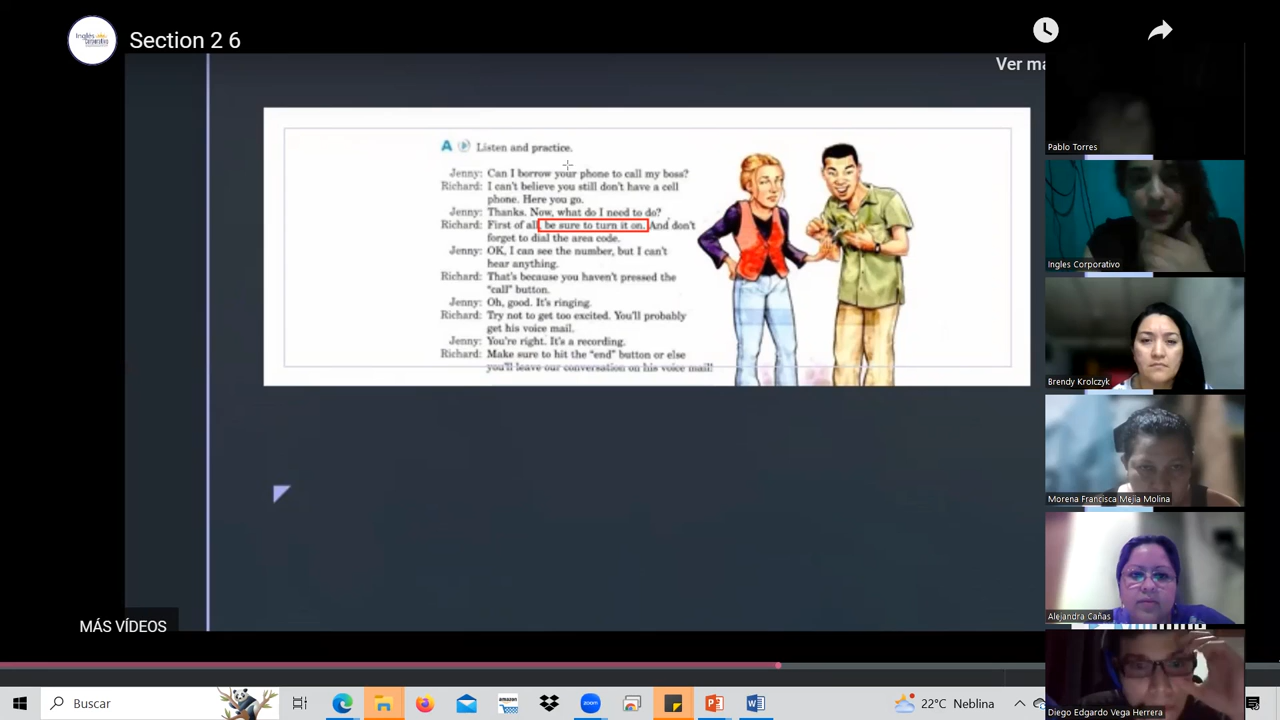 Inglés
Corporativo
Section 2 6
Ver má
A Listen and practice.
Jenny: Can I borrow your phone to call my boss?
Richard: I can't believe you still don't have a cell
phone. Here you go.
Jenny: Thanks. Now, what do I need to do?
Richard: First of all, be sure to turn it on. And don't
forget to dial the area code.
Jenny: OK, I can see the number, but I can't
hear anything.
Richard: That's because you haven't pressed the
"call" button.
Jenny: Oh, good. It's ringing.
Richard: Try not to get too excited. You'll probably
get his voice mail.
Jenny: You're right. It's a recording.
Richard: Make sure to hit the "end" button or else
you'll leave our conversation on his voice mail!
MÁS VÍDEOS
Pablo Torres
Ingles Corporativo
Brendy Krolczyk
Morena Francisca Mejia Molina
Alejandra Cañas
Diego Edgardo Vega Herrera
Buscar
amazon
zoom
22°C Neblina